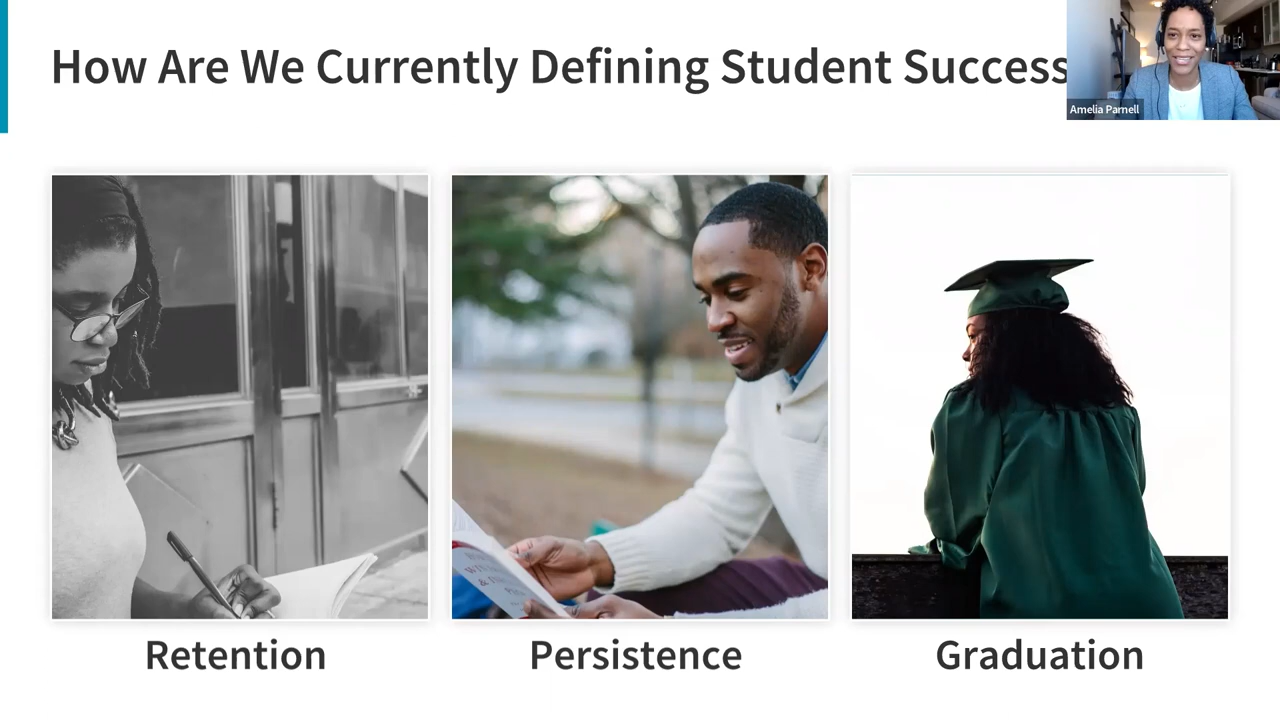 How Are We Currently Defining Student Success
Amelia Parnell
Retention
Persistence
Graduation